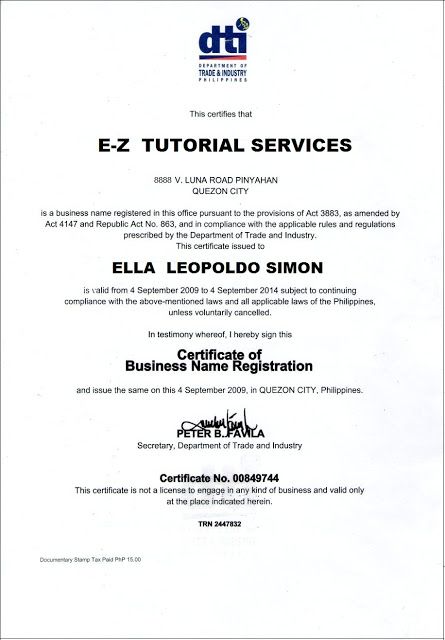 dti
DEPARTMENT OF
TRADE & INDUSTRY
PHILIPPINES
This certifies that
E-Z TUTORIAL SERVICES
8888 V. LUNA ROAD PINYAHAN
QUEZON CITY
is a business name registered in this office pursuant to the provisions of Act 3883, as amended by
Act 4147 and Republic Act No. 863, and in compliance with the applicable rules and regulations
prescribed by the Department of Trade and Industry.
This certificate issued to
ELLA LEOPOLDO SIMON
is valid from 4 September 2009 to 4 September 2014 subject to continuing
compliance with the above-mentioned laws and all applicable laws of the Philippines,
unless voluntarily cancelled.
In testimony whereof, I hereby sign this
Certificate of
Business Name Registration
and issue the same on this 4 September 2009, in QUEZON CITY, Philippines.
PETER B. FAVILA
Secretary, Department of Trade and Industry
Certificate No. 00849744
This certificate is not a license to engage in any kind of business and valid only
at the place indicated herein.
TRN 2447832
Documentary Stamp Tax Paid PhP 15.00